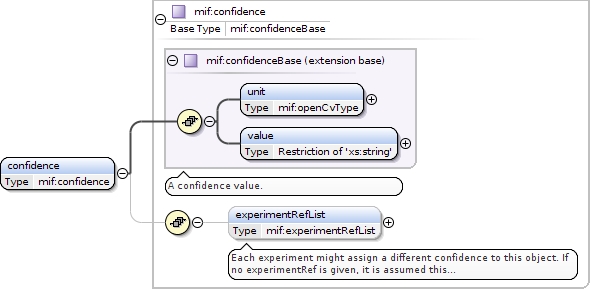 mif:confidence
Base Type mif:confidenceBase
mif:confidenceBase (extension base)
unit
Type mif:openCvType
value
Type Restriction of 'xs:string'
confidence
Type mif:confidence
A confidence value.
experimentRefList
Type mif:experimentRefList
Each experiment might assign a different confidence to this object. If
no experimentRef is given, it is assumed this...